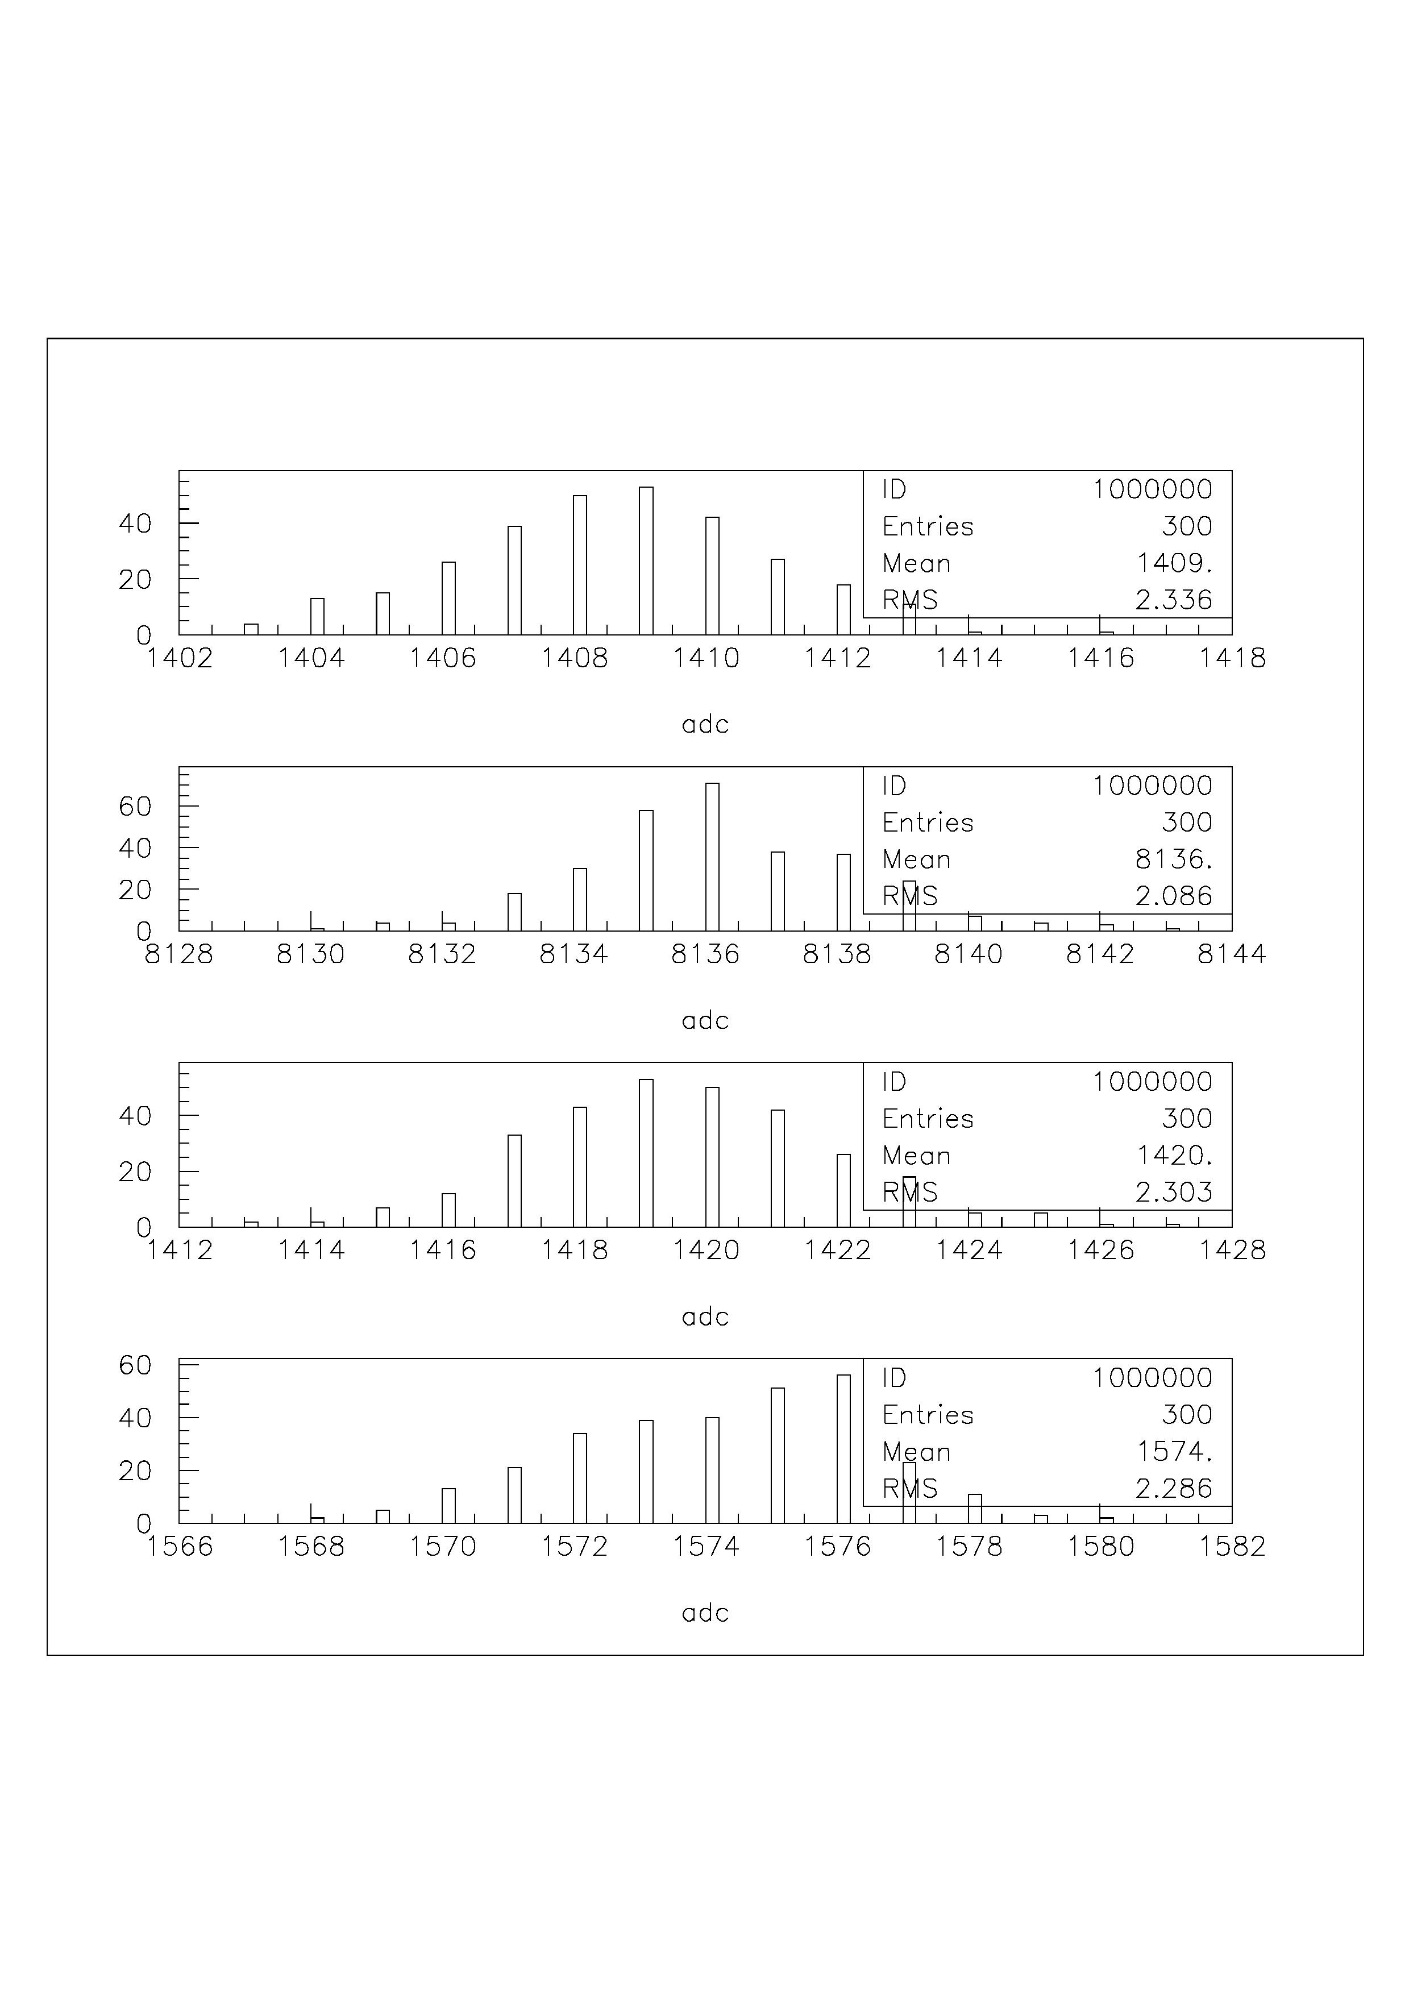 ID 1000000
Entries 300
Mean 1409.
RMS 2.336
40
20
0
1402 1404 1406 1408 1410 1412 1414 1416 1418
adc
ID 1000000
Entries 300
Mean 8136.
RMS 2.086
60
40
20
0
8128 8130 8132 8134 8136 8138 8140 8142 8144
adc
ID 1000000
Entries 300
Mean 1420.
RMS 2.303
40
20
0
1412 1414 1416 1418 1420 1422 1424 1426 1428
adc
ID 1000000
Entries 300
Mean 1574.
RMS 2.286
60
40
20
0
1566 1568 1570 1572 1574 1576 1578 1580 1582
adc